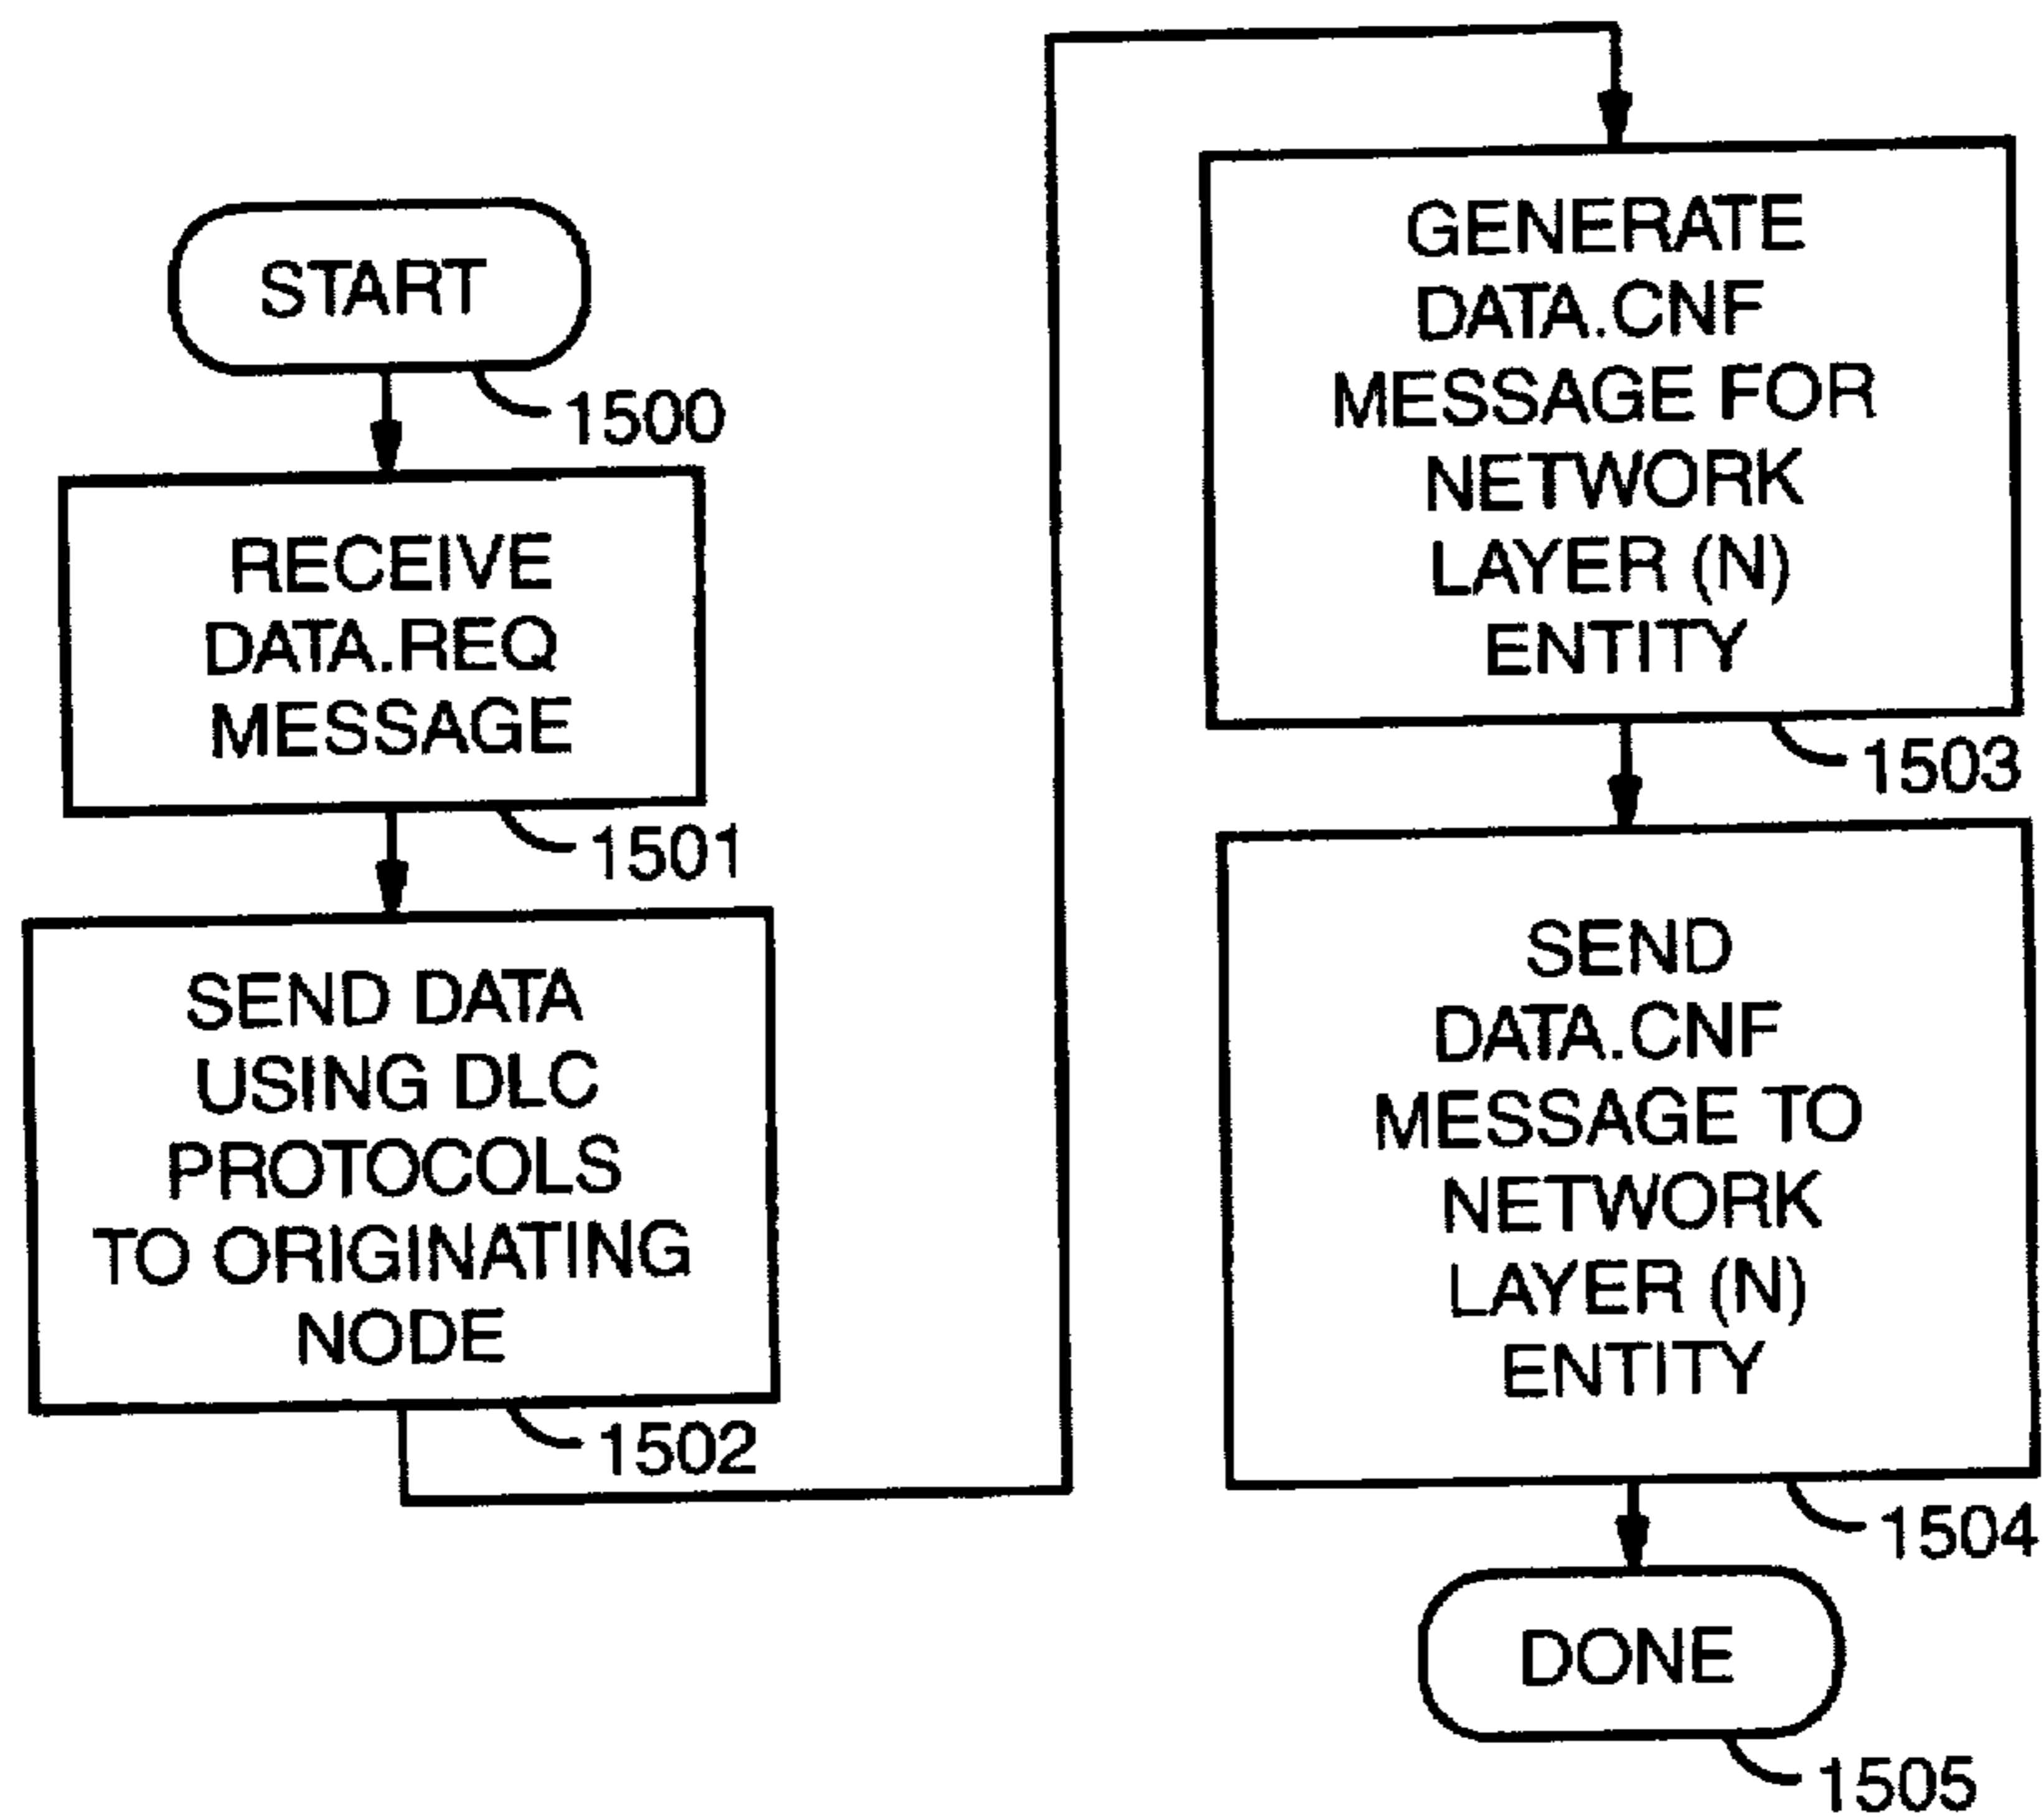 START
1500
RECEIVE
DATA.REQ
MESSAGE
1501
SEND DATA
USING DLC
PROTOCOLS
TO ORIGINATING
NODE
1502
GENERATE
DATA.CNF
MESSAGE FOR
NETWORK
LAYER (N)
ENTITY
1503
SEND
DATA.CNF
MESSAGE TO
NETWORK
LAYER (N)
ENTITY
1504
DONE
1505